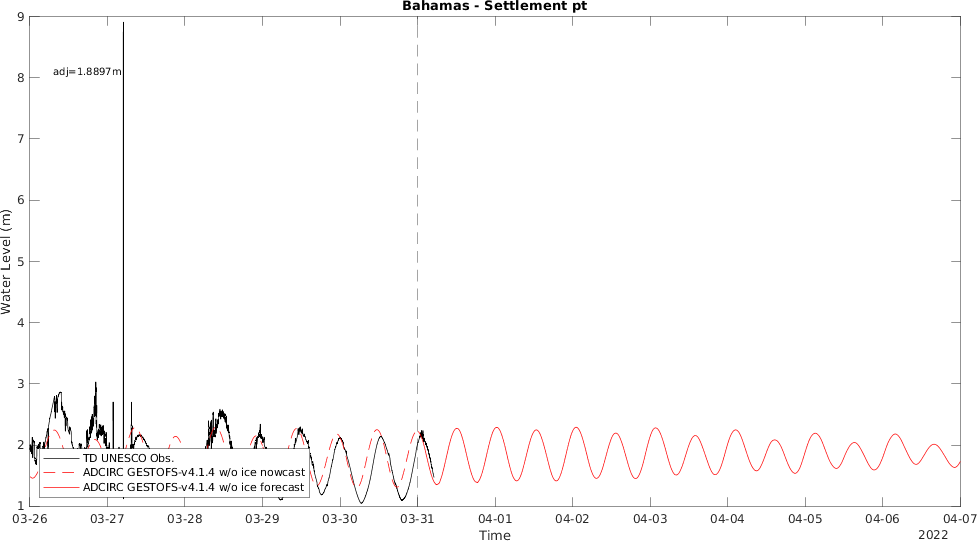 Bahamas - Settlement pt
9
8
7
6
5
4
3
2
1
Water Level (m)
adj=1.8897m
TD UNESCO Obs.
ADCIRC GESTOFS-v4.1.4 w/o ice nowcast
ADCIRC GESTOFS-v4.1.4 w/o ice forecast
03-26 03-27 03-28 03-29 03-30 03-31 04-01 04-02 04-03 04-04 04-05 04-06 04-07
Time
2022